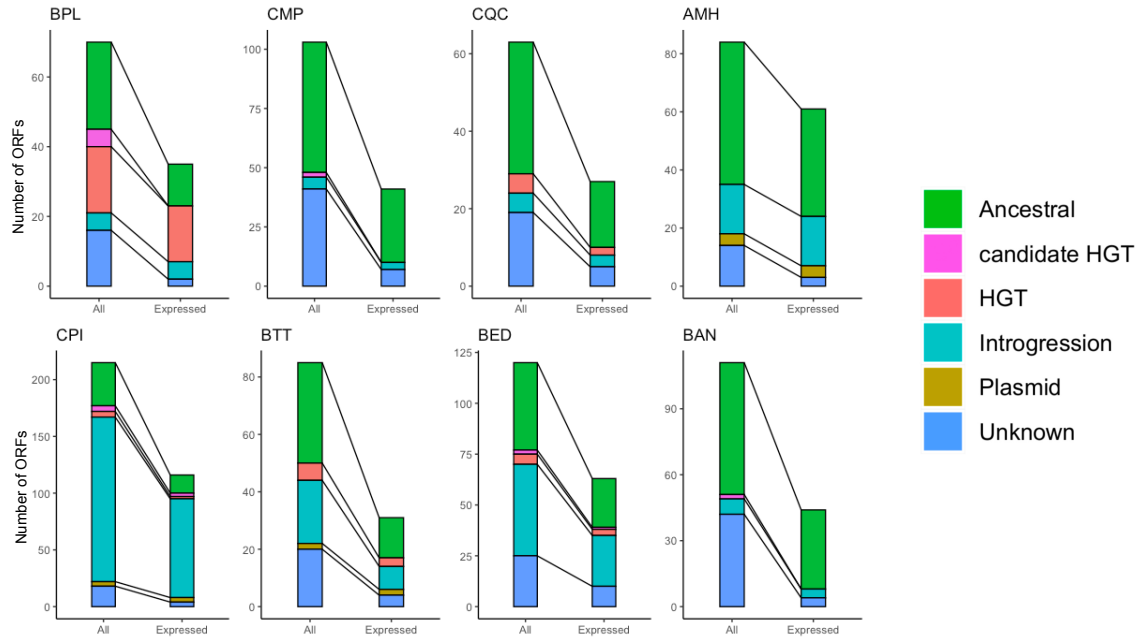 BPL
CMP
CQC
AMH
Number of ORFs
60
40
20
0
All
Expressed
100
75
50
25
0
All
Expressed
60
40
20
0
All
Expressed
80
60
40
20
0
All
Expressed
CPI
BTT
BED
BAN
Number of ORFs
200
150
100
50
0
All
Expressed
80
60
40
20
0
All
Expressed
125
100
75
50
25
0
All
Expressed
90
60
30
0
All
Expressed
Ancestral
candidate HGT
HGT
Introgression
Plasmid
Unknown